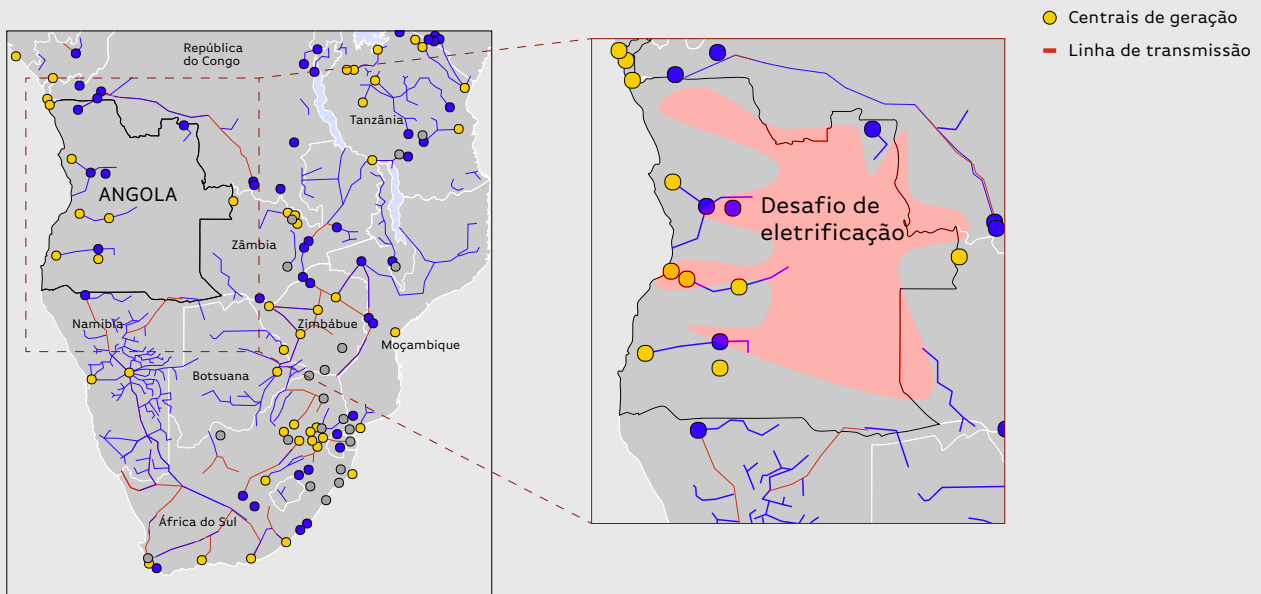 Centrais de geração
Linha de transmissão
República
do Congo
Tanzânia
ANGOLA
Zâmbia
Namíbia
Zimbábue
Moçambique
Botsuana
África do Sul
Desafio de
eletrificação